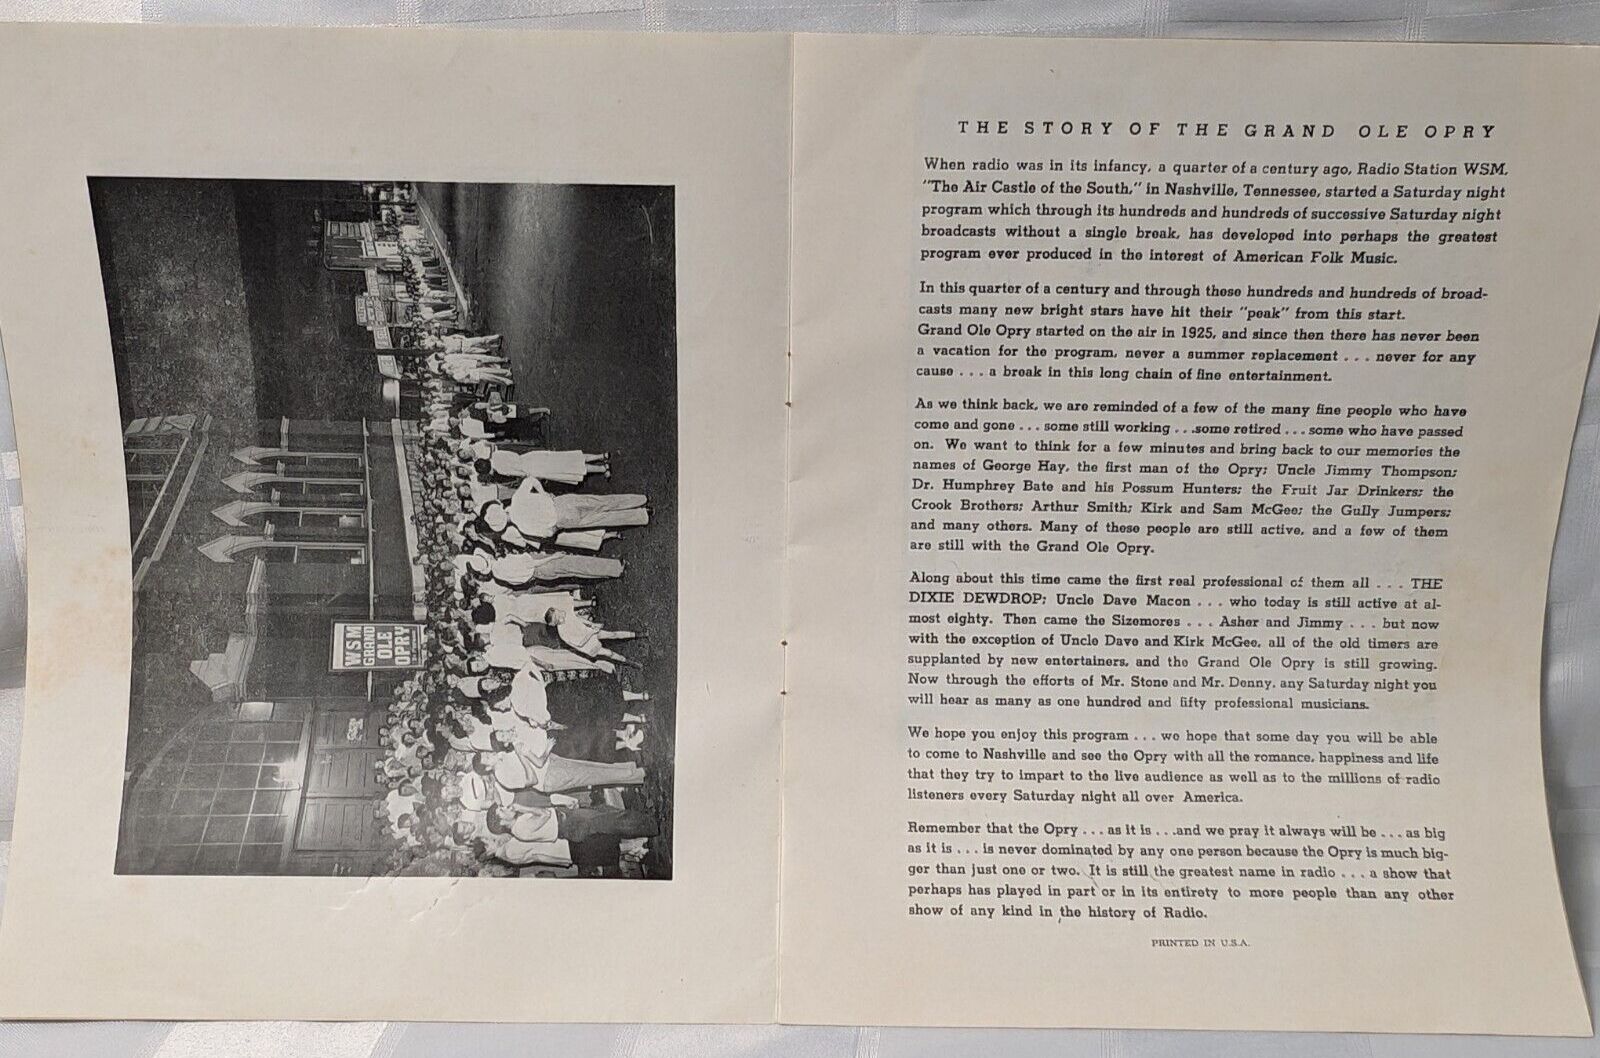 WSM
GRAND
OLE
OPRY
THE STORY OF THE GRAND OLE OPRY
When radio was in its infancy, a quarter of a century ago, Radio Station WSM,
"The Air Castle of the South," in Nashville, Tennessee, started a Saturday night
program which through its hundreds and hundreds of successive Saturday night
broadcasts without a single break, has developed into perhaps the greatest
program ever produced in the interest of American Folk Music.
In this quarter of a century and through these hundreds and hundreds of broad-
casts many new bright stars have hit their "peak" from this start.
Grand Ole Opry started on the air in 1925, and since then there has never been
a vacation for the program, never a summer replacement . . . never for any
cause . . . a break in this long chain of fine entertainment.
As we think back, we are reminded of a few of the many fine people who have
come and gone . . . some still working . . .some retired . . . some who have passed
on. We want to think for a few minutes and bring back to our memories the
names of George Hay, the first man of the Opry; Uncle Jimmy Thompson;
Dr. Humphrey Bate and his Possum Hunters; the Fruit Jar Drinkers; the
Crook Brothers; Arthur Smith; Kirk and Sam McGee; the Gully Jumpers;
and many others. Many of these people are still active, and a few of them
are still with the Grand Ole Opry.
Along about this time came the first real professional of them all . . . THE
DIXIE DEWDROP; Uncle Dave Macon . . . who today is still active at al-
most eighty. Then came the Sizemores . . . Asher and Jimmy . . . but now
with the exception of Uncle Dave and Kirk McGee, all of the old timers are
supplanted by new entertainers, and the Grand Ole Opry is still growing.
Now through the efforts of Mr. Stone and Mr. Denny, any Saturday night you
will hear as many as one hundred and fifty professional musicians.
We hope you enjoy this program . . . we hope that some day you will be able
to come to Nashville and see the Opry with all the romance, happiness and life
that they try to impart to the live audience as well as to the millions of radio
listeners every Saturday night all over America.
Remember that the Opry . . . as it is . . .and we pray it always will be . . . as big
as it is . . . is never dominated by any one person because the Opry is much big-
ger than just one or two. It is still the greatest name in radio . . . a show that
perhaps has played in part or in its entirety to more people than any other
show of any kind in the history of Radio.
PRINTED IN U.S.A.